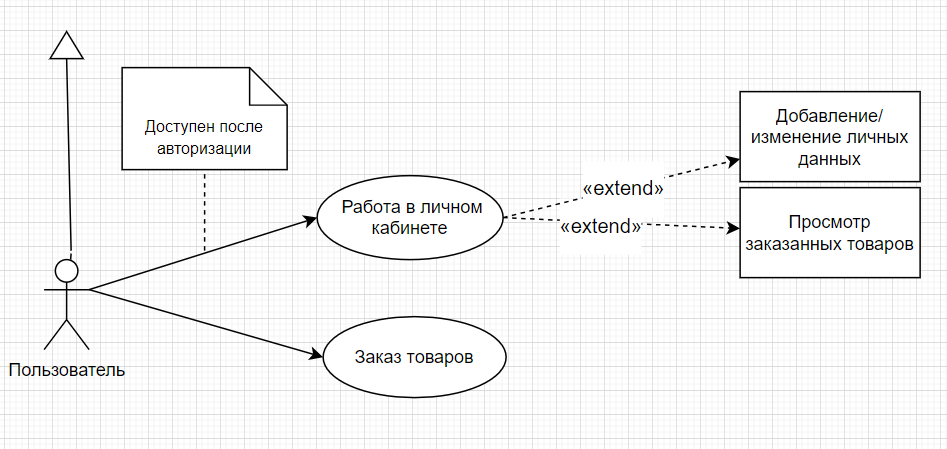 Доступен после
авторизации
Добавление/
изменение личных
данных
«extend»
Работа в личном
кабинете
«extend»
Просмотр
заказанных товаров
Заказ товаров
Пользователь